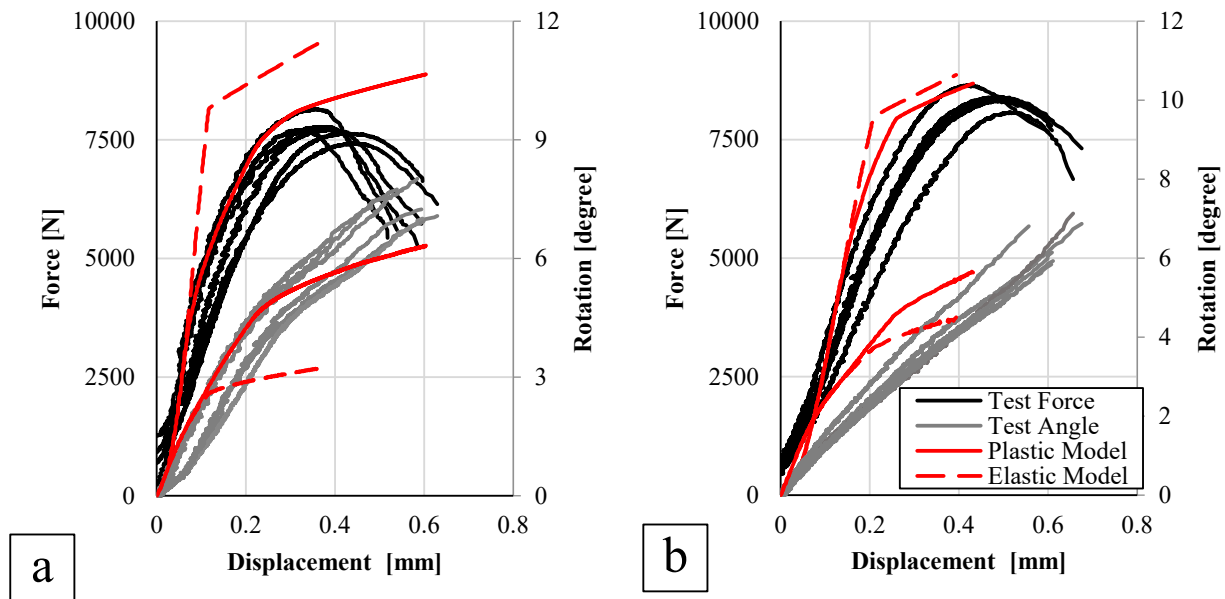 10000
7500
5000
2500
0
Force [N]
12
9
6
3
0
Rotation [degree]
0 0.2 0.4 0.6 0.8
Displacement [mm]
a
10000
7500
5000
2500
0
Force [N]
12
10
8
6
4
2
0
Rotation [degree]
Test Force
Test Angle
Plastic Model
Elastic Model
0 0.2 0.4 0.6 0.8
Displacement [mm]
b